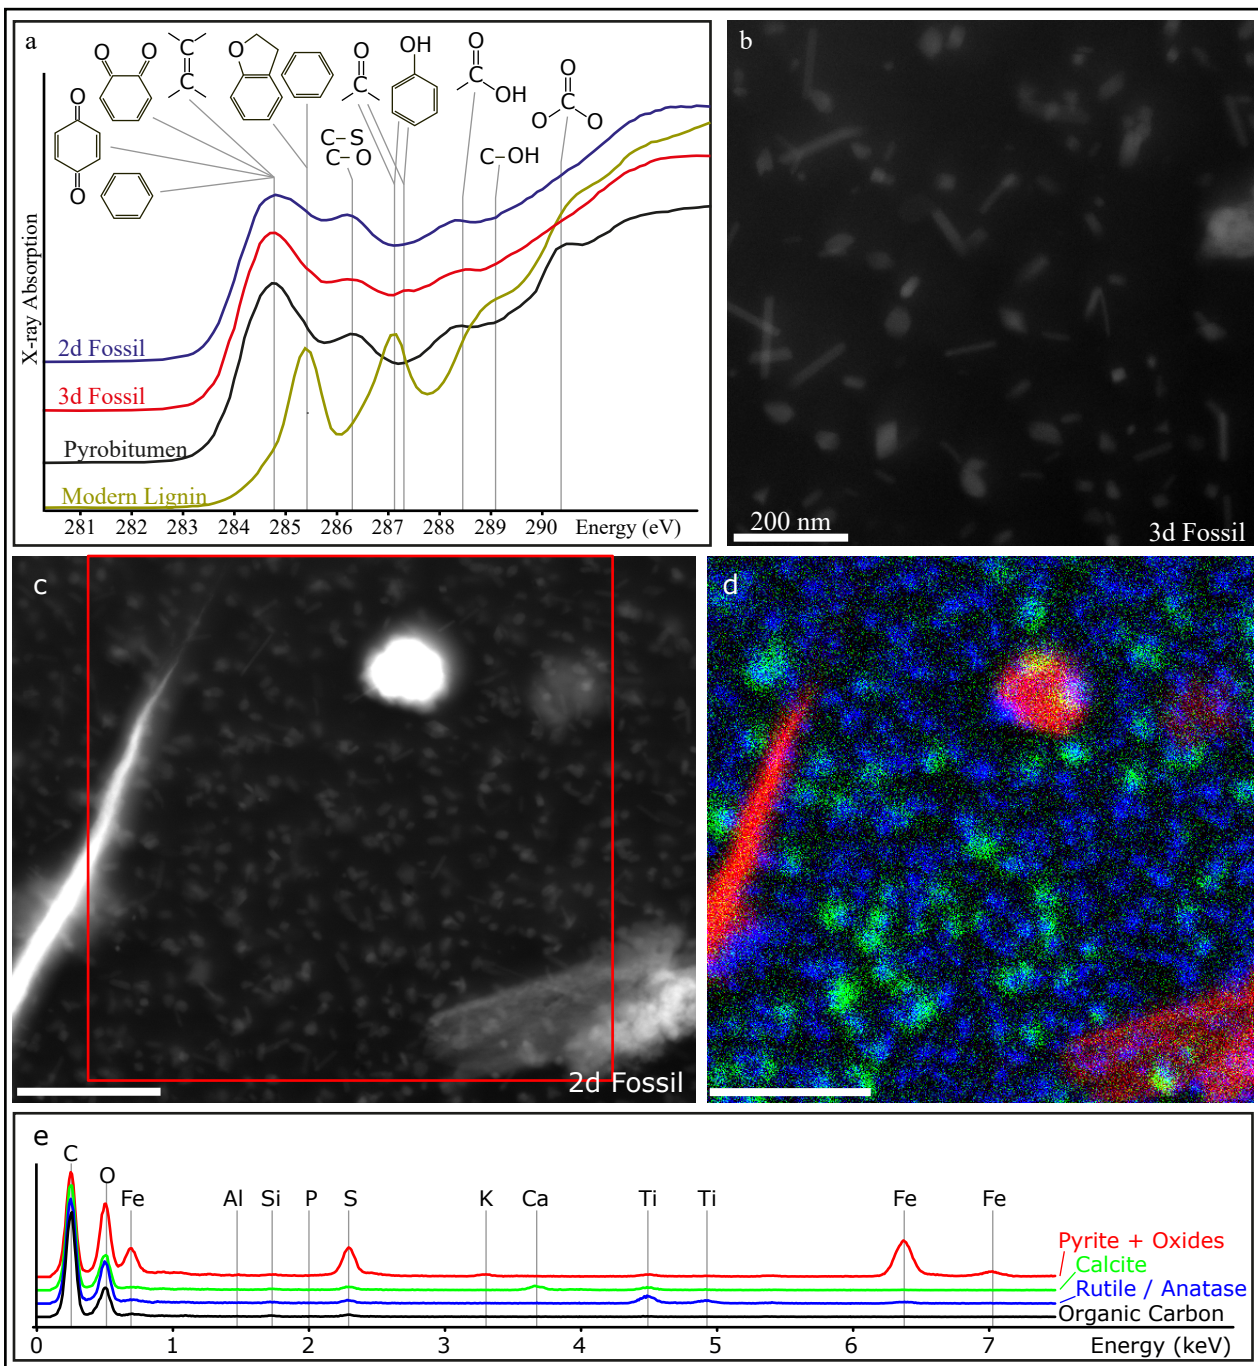 a
O
O
O
O
C
C
O
O
C
OH
O
C
OH
O
C
O
O
C–S
C–O
C–OH
X-ray Absorption
2d Fossil
3d Fossil
Pyrobitumen
Modern Lignin
281 282 283 284 285 286 287 288 289 290 Energy (eV)
b
200 nm
3d Fossil
c
2d Fossil
d
e
C O Fe Al Si P S K Ca Ti Ti Fe Fe
Pyrite + Oxides
Calcite
Rutile / Anatase
Organic Carbon
0 1 2 3 4 5 6 7 Energy (keV)